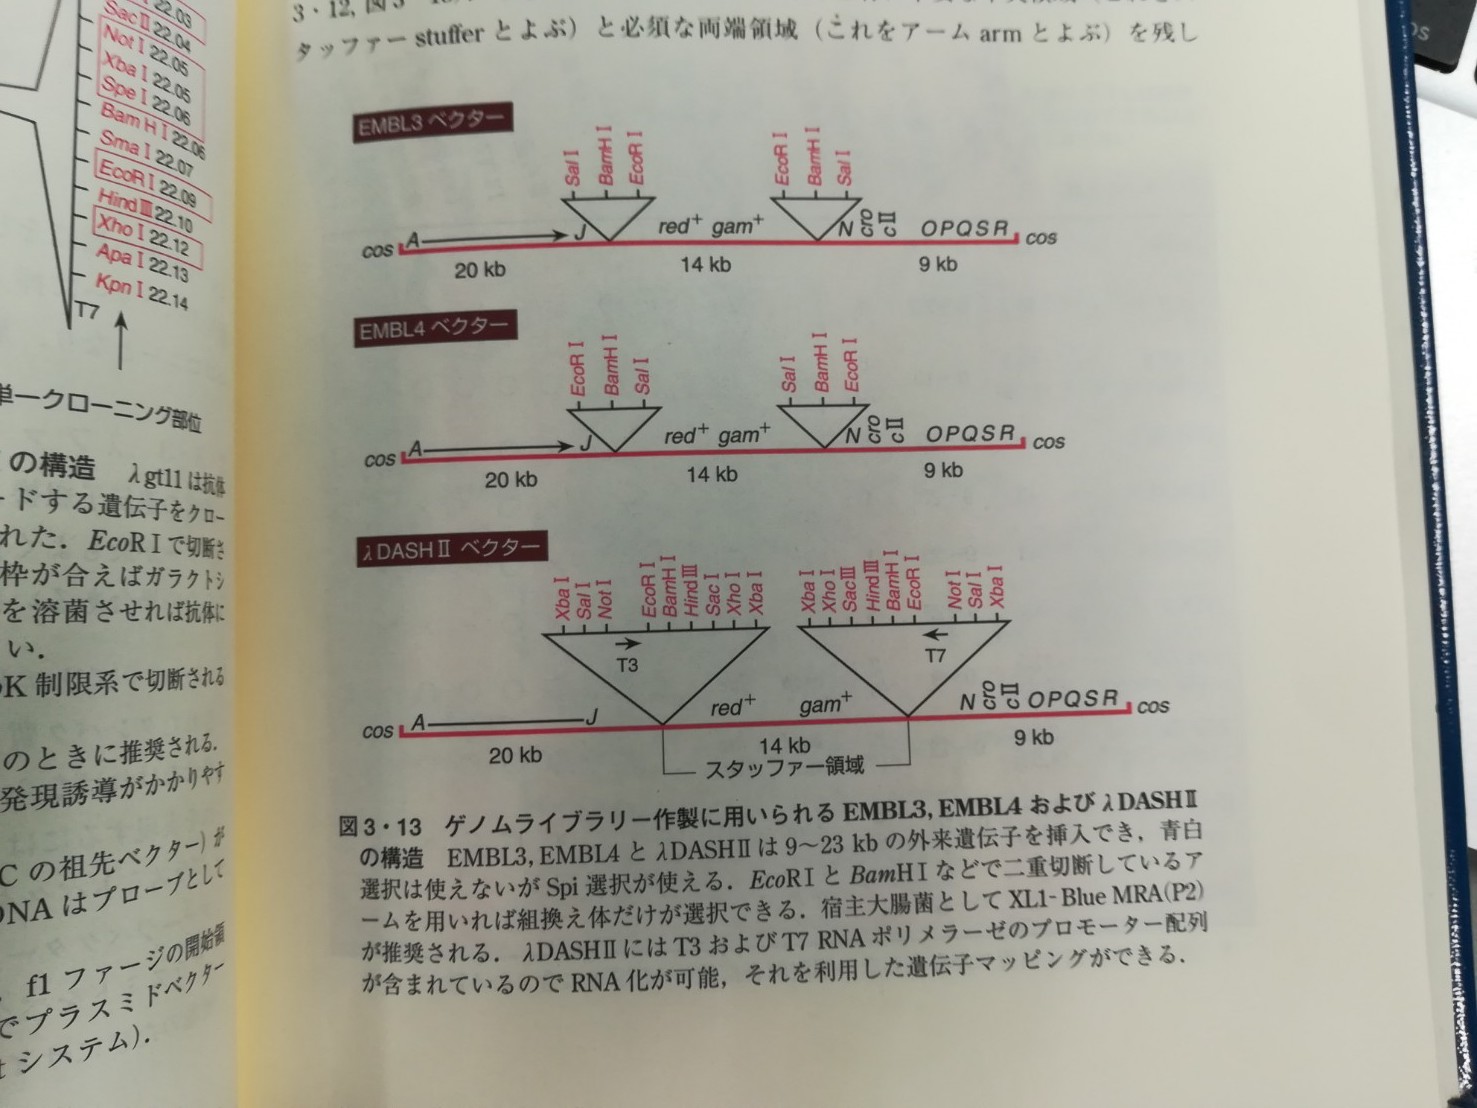 22.03
Sac II 22.04
Not I 22.05
Xba I 22.05
Spe I 22.06
Bam H I 22.06
Sma I 22.07
EcoR I 22.09
Hind III 22.10
Xho I 22.12
Apa I 22.13
Kpn I 22.14
T7
単一クローニング部位
の構造 λgt11 は抗体
ードする遺伝子をクロー
れた．EcoR I で切断さ
枠が合えばガラクトシ
を溶菌させれば抗体に
い．
K 制限系で切断される
のときに推奨される．
発現誘導がかかりやす
C の祖先ベクター）が
DNA はプローブとして
f1 ファージの開始領
でプラスミドベクター
t システム）．
3・12, 図3
タッファー stuffer とよぶ）と必須な両端領域（これをアーム arm とよぶ）を残し
EMBL3 ベクター
Sal I BamH I EcoR I EcoR I BamH I Sal I
cos A J red+ gam+ N cro cII OPQSR cos
20 kb 14 kb 9 kb
EMBL4 ベクター
EcoR I BamH I Sal I Sal I BamH I EcoR I
cos A J red+ gam+ N cro cII OPQSR cos
20 kb 14 kb 9 kb
λDASHⅡ ベクター
Xba I Sal I Not I EcoR I BamH I Hind III Sac I Xho I Xba I Xba I Xho I Sac III Hind III BamH I EcoR I Not I Sal I Xba I
T3 T7
cos A J red+ gam+ N cro cII OPQSR cos
20 kb 14 kb 9 kb
スタッファー領域
図3・13 ゲノムライブラリー作製に用いられる EMBL3, EMBL4 および λDASHⅡ
の構造 EMBL3, EMBL4 と λDASHⅡ は 9〜23 kb の外来遺伝子を挿入でき，青白
選択は使えないが Spi 選択が使える．EcoR I と BamH I などで二重切断しているア
ームを用いれば組換え体だけが選択できる．宿主大腸菌として XL1-Blue MRA(P2)
が推奨される．λDASHⅡ には T3 および T7 RNA ポリメラーゼのプロモーター配列
が含まれているので RNA 化が可能，それを利用した遺伝子マッピングができる．